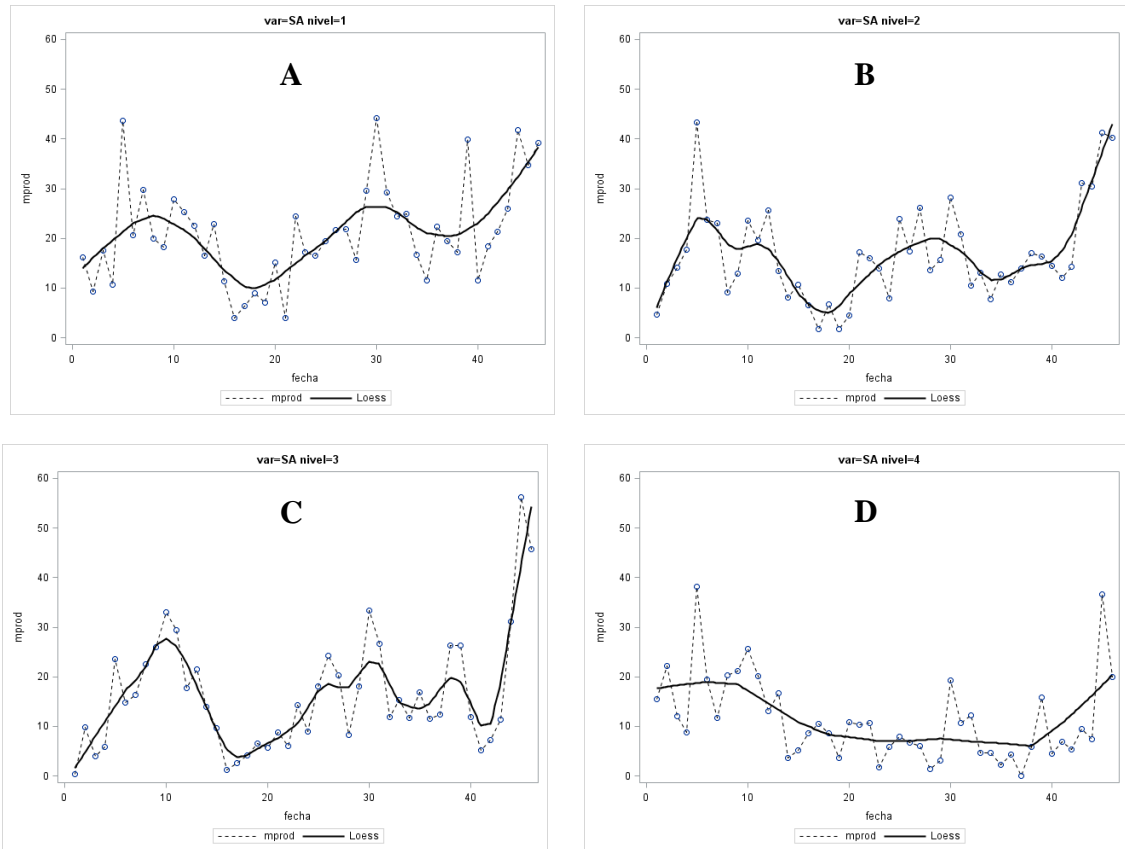 var=SA nivel=1
A
60
50
40
30
20
10
0
mprod
0 10 20 30 40
fecha
mprod Loess
var=SA nivel=2
B
60
50
40
30
20
10
0
mprod
0 10 20 30 40
fecha
mprod Loess
var=SA nivel=3
C
60
50
40
30
20
10
0
mprod
0 10 20 30 40
fecha
mprod Loess
var=SA nivel=4
D
60
50
40
30
20
10
0
mprod
0 10 20 30 40
fecha
mprod Loess